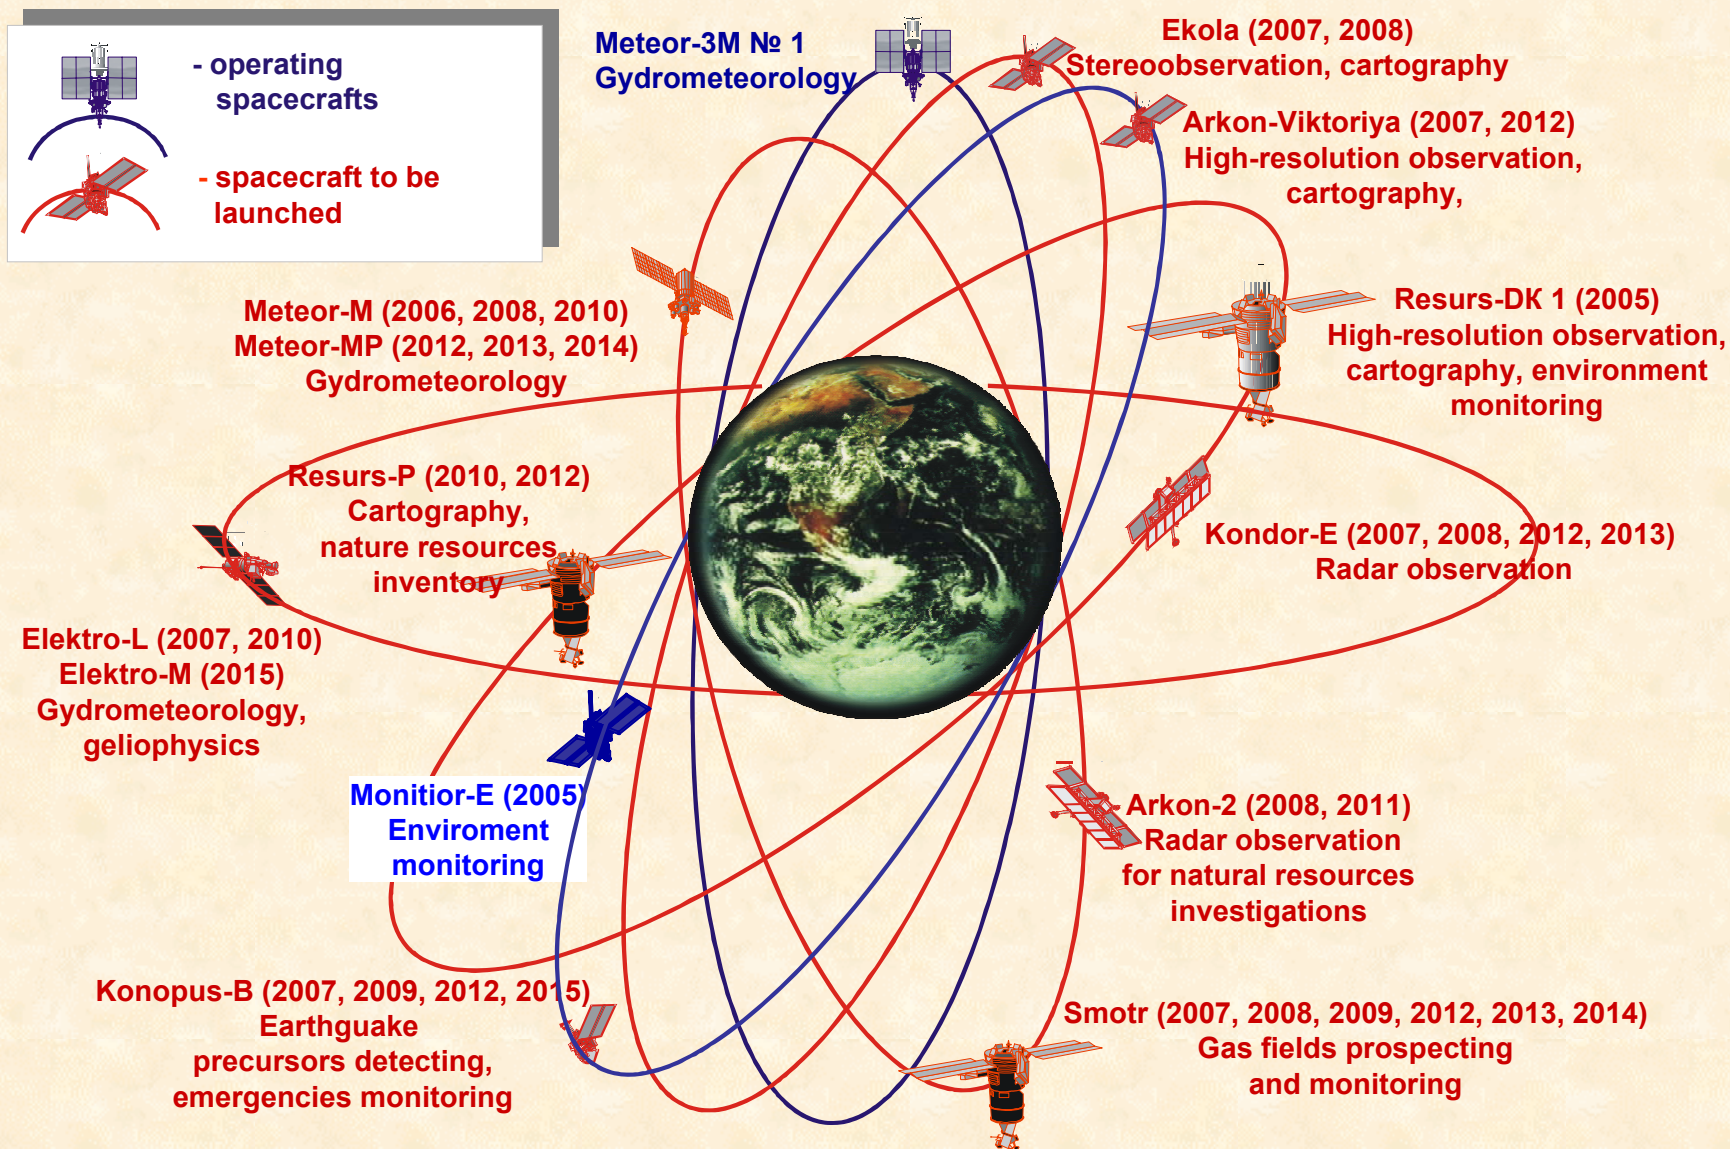 - operating
spacecrafts
- spacecraft to be
launched
Meteor-3M № 1
Gydrometeorology
Ekola (2007, 2008)
Stereoobservation, cartography
Arkon-Viktoriya (2007, 2012)
High-resolution observation,
cartography,
Meteor-M (2006, 2008, 2010)
Meteor-MP (2012, 2013, 2014)
Gydrometeorology
Resurs-DK 1 (2005)
High-resolution observation,
cartography, environment
monitoring
Resurs-P (2010, 2012)
Cartography,
nature resources
inventory
Kondor-E (2007, 2008, 2012, 2013)
Radar observation
Elektro-L (2007, 2010)
Elektro-M (2015)
Gydrometeorology,
geliophysics
Monitior-E (2005)
Enviroment
monitoring
Arkon-2 (2008, 2011)
Radar observation
for natural resources
investigations
Konopus-B (2007, 2009, 2012, 2015)
Earthguake
precursors detecting,
emergencies monitoring
Smotr (2007, 2008, 2009, 2012, 2013, 2014)
Gas fields prospecting
and monitoring